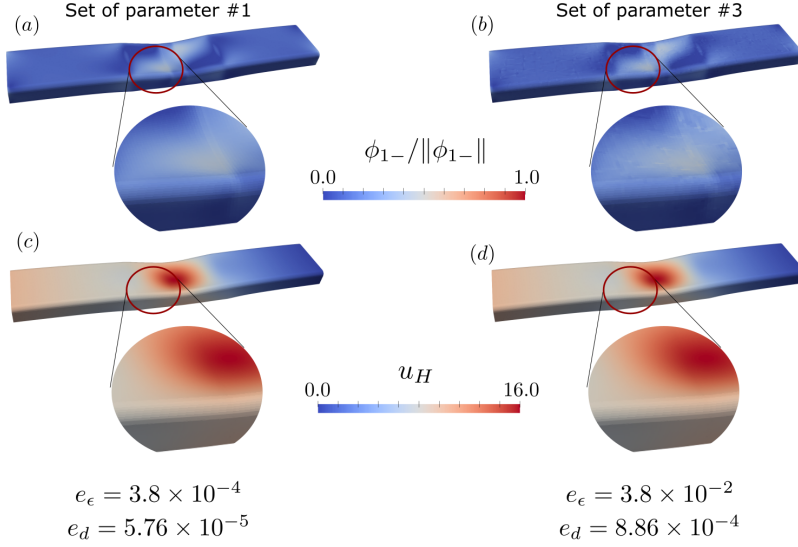 Set of parameter #1
Set of parameter #3
(a)
(b)
ϕ₁₋/‖ϕ₁₋‖
0.0
1.0
(c)
(d)
u_H
0.0
16.0
e_ϵ = 3.8 × 10⁻⁴
e_d = 5.76 × 10⁻⁵
e_ϵ = 3.8 × 10⁻²
e_d = 8.86 × 10⁻⁴